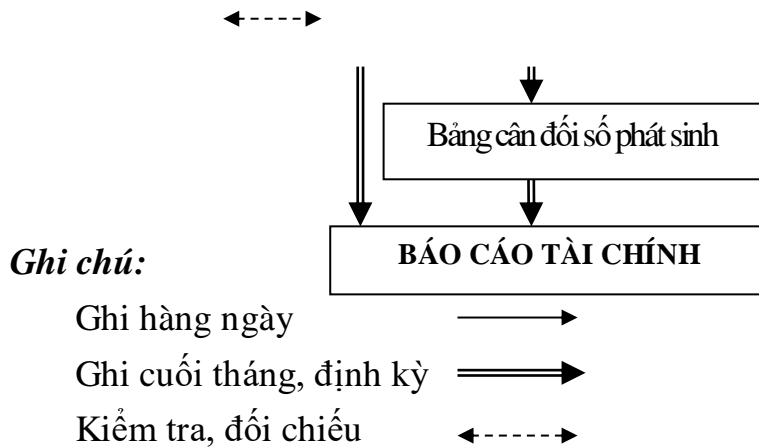 Bảng cân đối số phát sinh
BÁO CÁO TÀI CHÍNH
Ghi chú:
Ghi hàng ngày
Ghi cuối tháng, định kỳ
Kiểm tra, đối chiếu